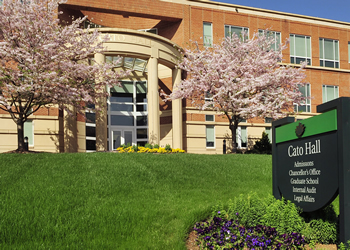 Cato Hall
Admissions
Chancellor's Office
Graduate School
Internal Audit
Legal Affairs